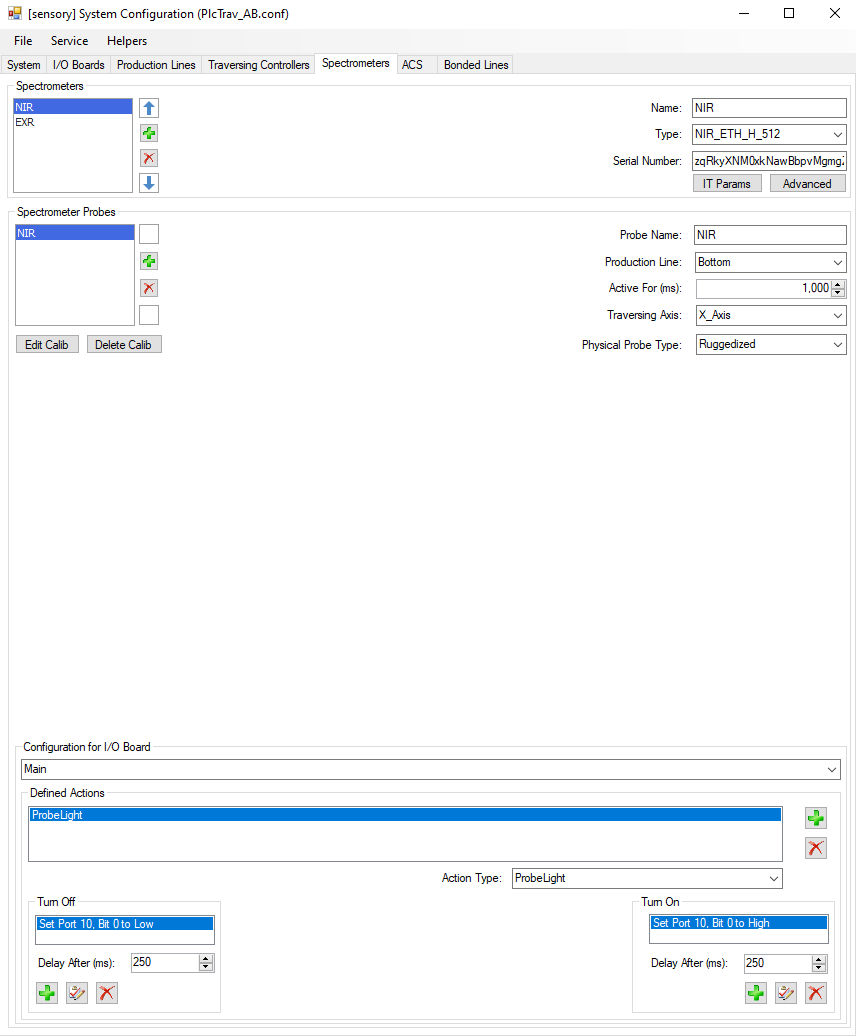 [sensory] System Configuration (PlcTrav_AB.conf)
File Service Helpers
System I/O Boards Production Lines Traversing Controllers Spectrometers ACS Bonded Lines
Spectrometers
NIR
EXR
Name: NIR
Type: NIR_ETH_H_512
Serial Number: zqRkyXNM0xkNawBbpvMgmg
IT Params Advanced
Spectrometer Probes
NIR
Probe Name: NIR
Production Line: Bottom
Active For (ms): 1,000
Traversing Axis: X_Axis
Edit Calib Delete Calib
Physical Probe Type: Ruggedized
Configuration for I/O Board
Main
Defined Actions
ProbeLight
Action Type: ProbeLight
Turn Off
Set Port 10, Bit 0 to Low
Delay After (ms): 250
Turn On
Set Port 10, Bit 0 to High
Delay After (ms): 250